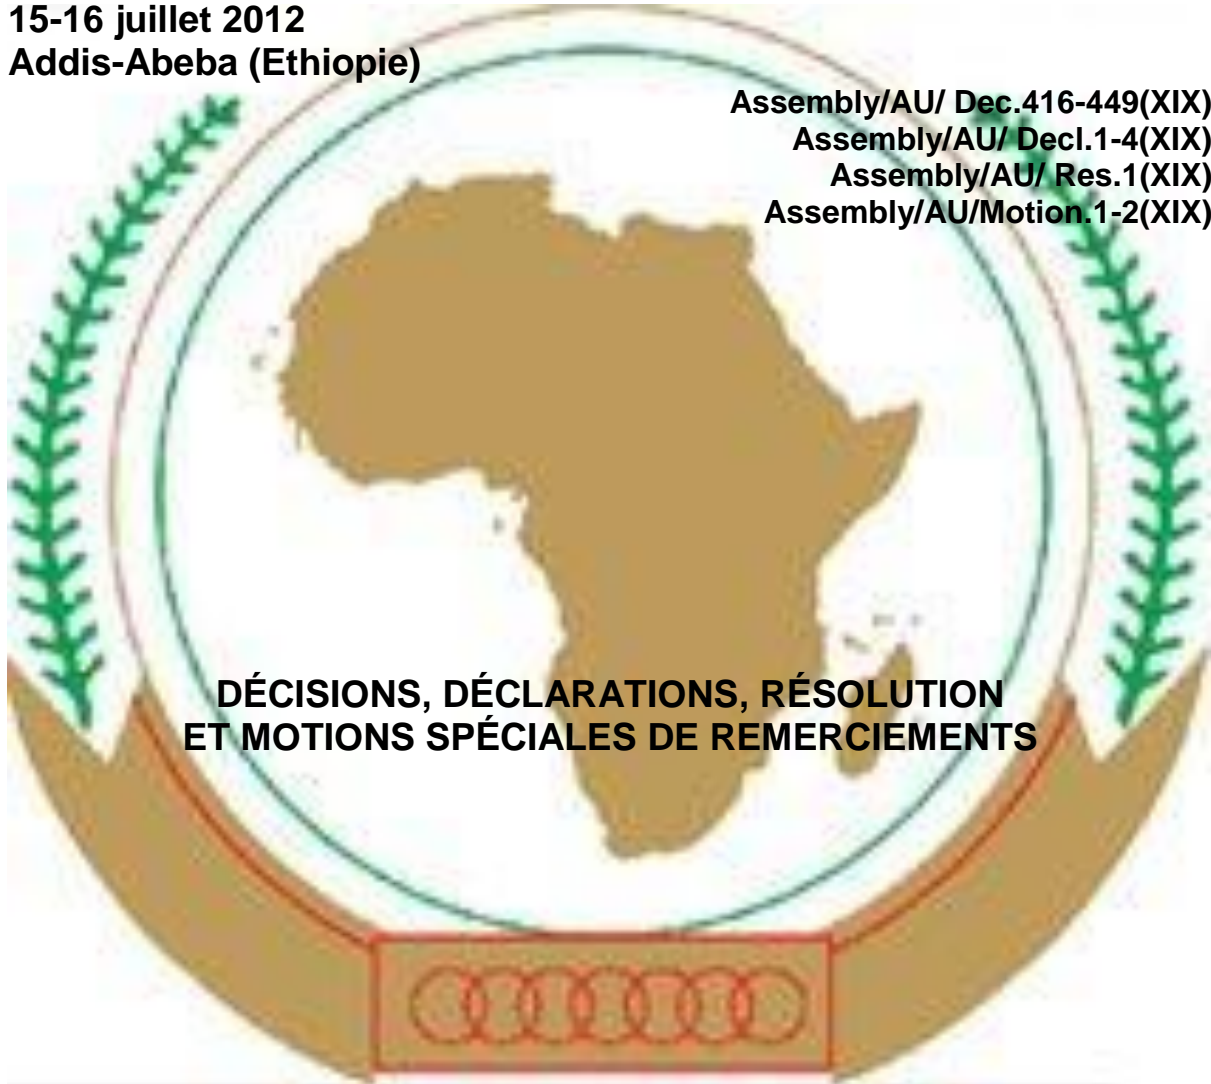 15-16 juillet 2012
Addis-Abeba (Ethiopie)
Assembly/AU/ Dec.416-449(XIX)
Assembly/AU/ Decl.1-4(XIX)
Assembly/AU/ Res.1(XIX)
Assembly/AU/Motion.1-2(XIX)
DÉCISIONS, DÉCLARATIONS, RÉSOLUTION
ET MOTIONS SPÉCIALES DE REMERCIEMENTS